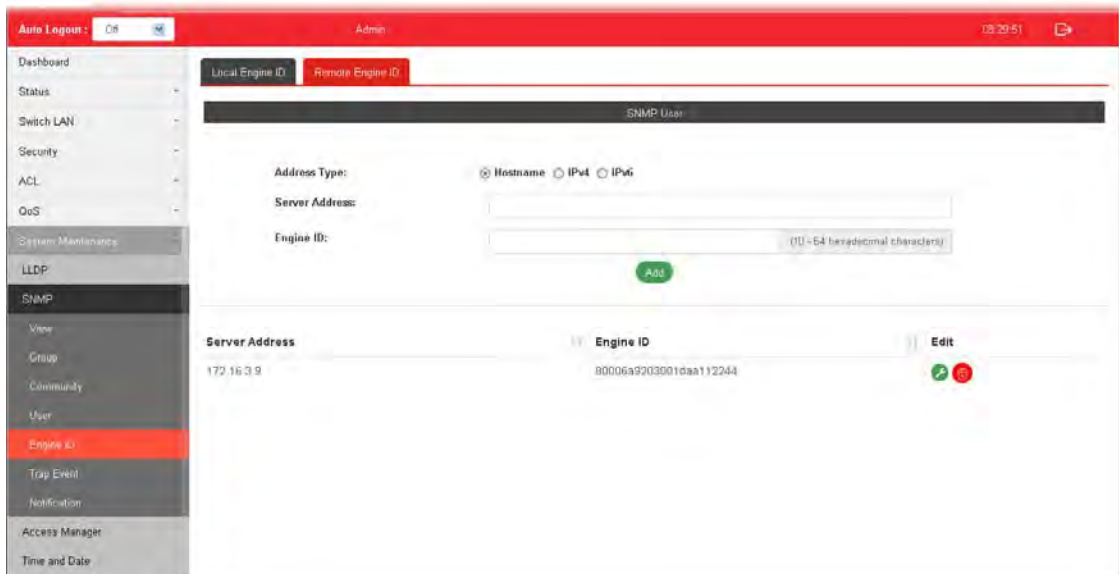 Auto Logout : Off
Admin
08:29:51
Dashboard
Status
Switch LAN
Security
ACL
QoS
System Maintenance
LLDP
SNMP
View
Group
Community
User
Engine ID
Trap Event
Notification
Access Manager
Time and Date
Local Engine ID
Remote Engine ID
SNMP User
Address Type:
Hostname IPv4 IPv6
Server Address:
Engine ID:
(10 - 64 hexadecimal characters)
Add
Server Address Engine ID Edit
172.16.3.9 80006a9203001daa112244